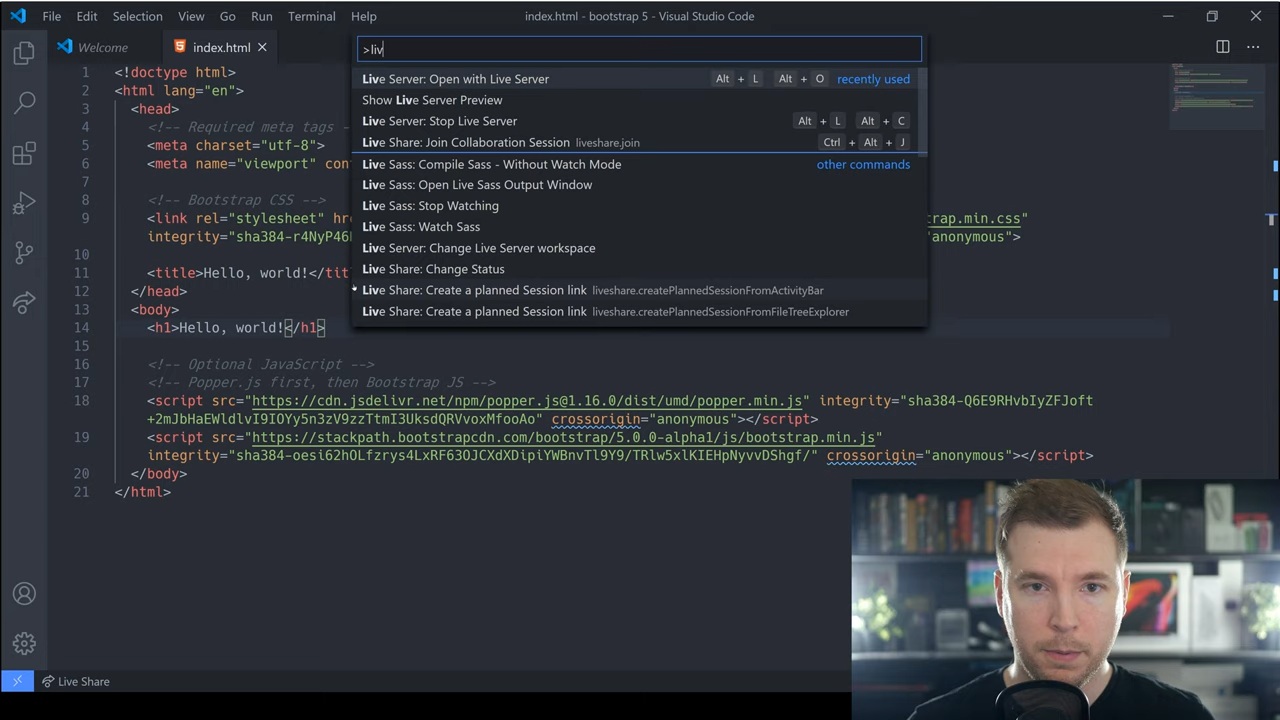 File Edit Selection View Go Run Terminal Help index.html - bootstrap 5 - Visual Studio Code
Welcome index.html
>liv
Live Server: Open with Live Server Alt + L Alt + O recently used
Show Live Server Preview
Live Server: Stop Live Server Alt + L Alt + C
Live Share: Join Collaboration Session liveshare.join Ctrl + Alt + J
Live Sass: Compile Sass - Without Watch Mode other commands
Live Sass: Open Live Sass Output Window
Live Sass: Stop Watching
Live Sass: Watch Sass
Live Server: Change Live Server workspace
Live Share: Change Status
Live Share: Create a planned Session link liveshare.createPlannedSessionFromActivityBar
Live Share: Create a planned Session link liveshare.createPlannedSessionFromFileTreeExplorer
1 <!doctype html>
2 <html lang="en">
3 <head>
4 <!-- Required meta tags
5 <meta charset="utf-8">
6 <meta name="viewport" con
7
8 <!-- Bootstrap CSS -->
9 <link rel="stylesheet" hr rap.min.css"
integrity="sha384-r4NyP46 anonymous">
10
11 <title>Hello, world!</tit
12 </head>
13 <body>
14 <h1>Hello, world!</h1>
15
16 <!-- Optional JavaScript -->
17 <!-- Popper.js first, then Bootstrap JS -->
18 <script src="https://cdn.jsdelivr.net/npm/popper.js@1.16.0/dist/umd/popper.min.js" integrity="sha384-Q6E9RHvbIyZFJoft
+2mJbHaEWldlvI9IOYy5n3zV9zzTtmI3UksdQRVvoxMfooAo" crossorigin="anonymous"></script>
19 <script src="https://stackpath.bootstrapcdn.com/bootstrap/5.0.0-alpha1/js/bootstrap.min.js"
integrity="sha384-oesi62hOLfzrys4LxRF63OJCXdXDipiYWBnvTl9Y9/TRlw5xlKIEHpNyvvDShgf/" crossorigin="anonymous"></script>
20 </body>
21 </html>
Live Share